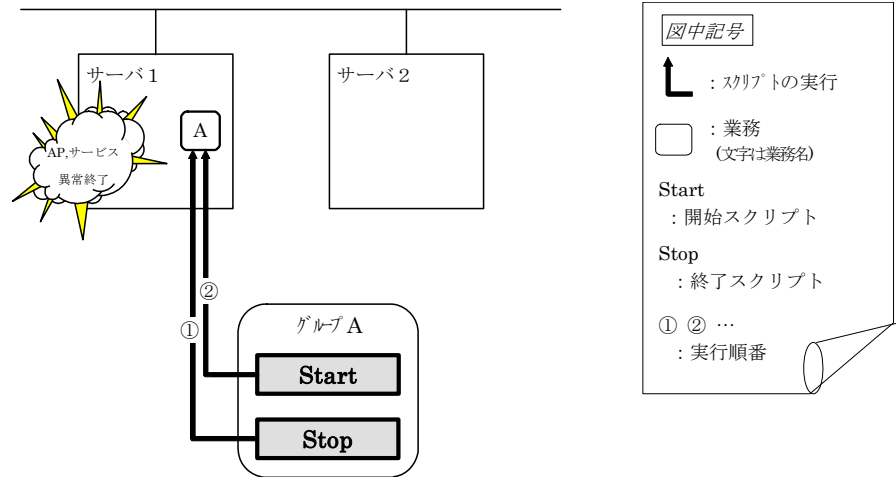 サーバ１
サーバ２
A
AP,サービス
異常終了
②
①
グループ A
Start
Stop
図中記号
：スクリプトの実行
：業務
(文字は業務名)
Start
：開始スクリプト
Stop
：終了スクリプト
① ② …
：実行順番